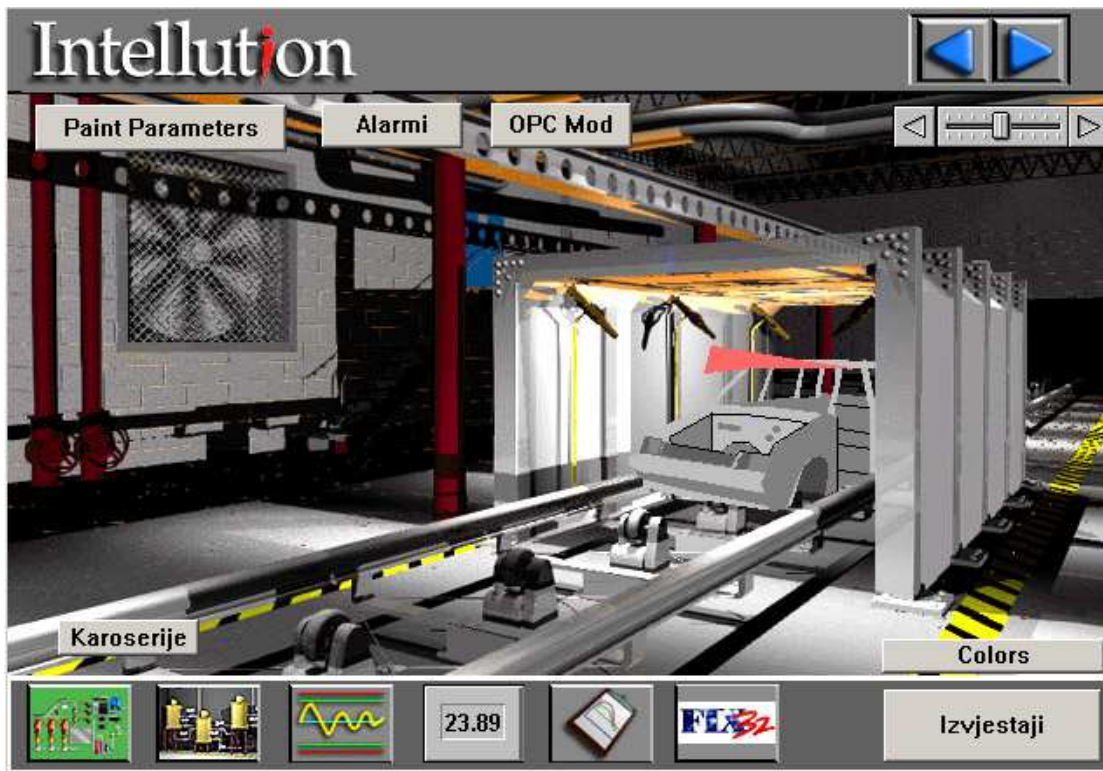 Intellution
Paint Parameters
Alarmi
OPC Mod
Karoserije
Colors
23.89
FIX32
Izvjestaji